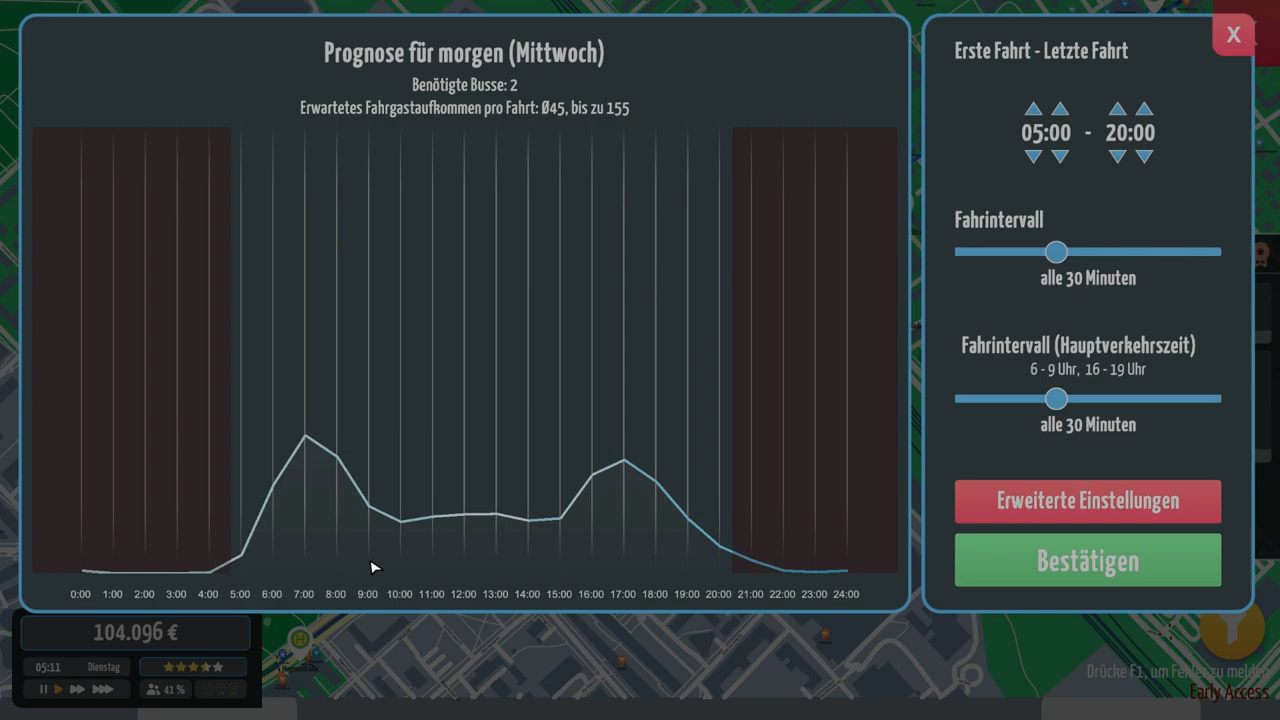 Prognose für morgen (Mittwoch)
Benötigte Busse: 2
Erwartetes Fahrgastaufkommen pro Fahrt: Ø45, bis zu 155
0:00 1:00 2:00 3:00 4:00 5:00 6:00 7:00 8:00 9:00 10:00 11:00 12:00 13:00 14:00 15:00 16:00 17:00 18:00 19:00 20:00 21:00 22:00 23:00 24:00
X
Erste Fahrt - Letzte Fahrt
05:00 - 20:00
Fahrintervall
alle 30 Minuten
Fahrintervall (Hauptverkehrszeit)
6 - 9 Uhr, 16 - 19 Uhr
alle 30 Minuten
Erweiterte Einstellungen
Bestätigen
104.096 €
05:11 Dienstag
41 %
H
Drücke F1, um Fehler zu melden
Early Access